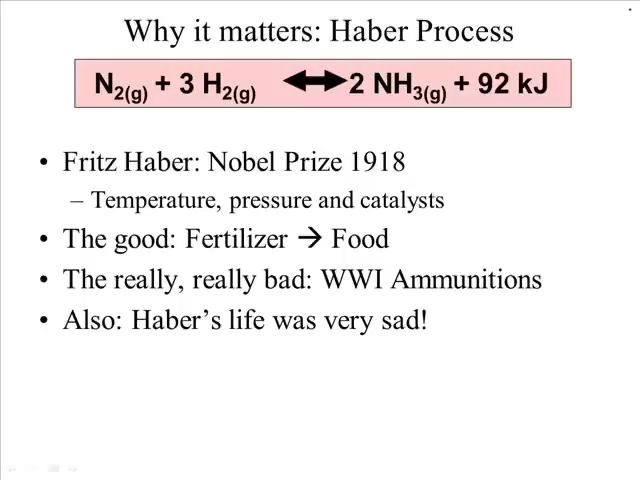 Why it matters: Haber Process
N2(g) + 3 H2(g) ⟷ 2 NH3(g) + 92 kJ
• Fritz Haber: Nobel Prize 1918
– Temperature, pressure and catalysts
• The good: Fertilizer → Food
• The really, really bad: WWI Ammunitions
• Also: Haber's life was very sad!